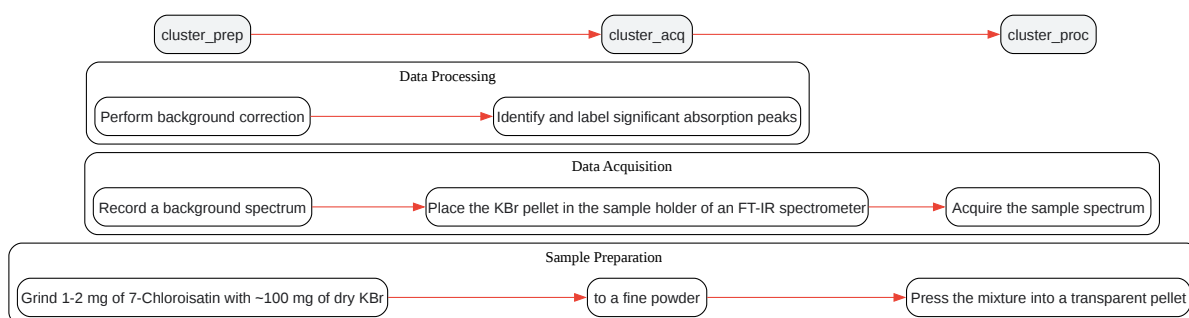 cluster_prep
cluster_acq
cluster_proc
Data Processing
Perform background correction
Identify and label significant absorption peaks
Data Acquisition
Record a background spectrum
Place the KBr pellet in the sample holder of an FT-IR spectrometer
Acquire the sample spectrum
Sample Preparation
Grind 1-2 mg of 7-Chloroisatin with ~100 mg of dry KBr
to a fine powder
Press the mixture into a transparent pellet